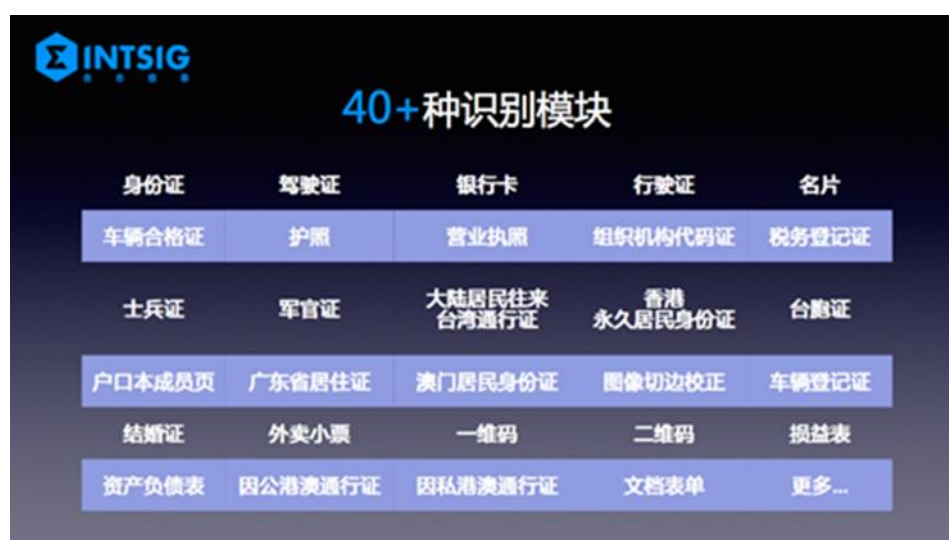 INTSIG
40+种识别模块
身份证 驾驶证 银行卡 行驶证 名片
车辆合格证 护照 营业执照 组织机构代码证 税务登记证
士兵证 军官证 大陆居民往来 香港 台胞证
台湾通行证 永久居民身份证
户口本成员页 广东省居住证 澳门居民身份证 图像切边校正 车辆登记证
结婚证 外卖小票 一维码 二维码 损益表
资产负债表 因公港澳通行证 因私港澳通行证 文档表单 更多...